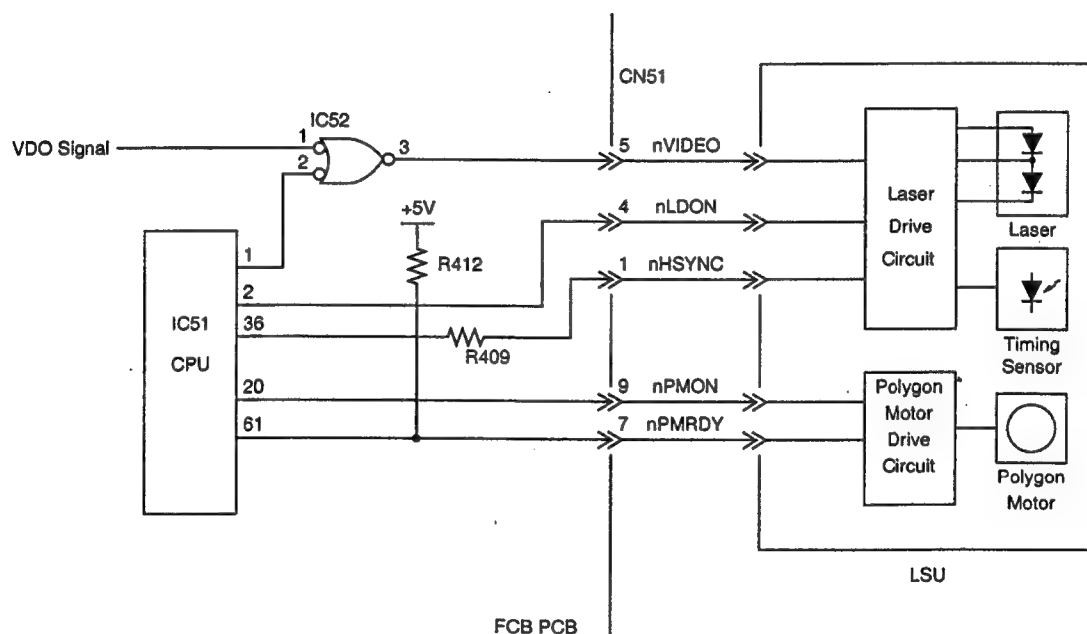 CN51
IC52
VDO Signal
1
2
3
5 nVIDEO
+5V
R412
4 nLDON
1 nHSYNC
Laser
Drive
Circuit
Laser
Timing
Sensor
IC51
CPU
1
2
36
R409
20
61
9 nPMON
7 nPMRDY
Polygon
Motor
Drive
Circuit
Polygon
Motor
LSU
FCB PCB